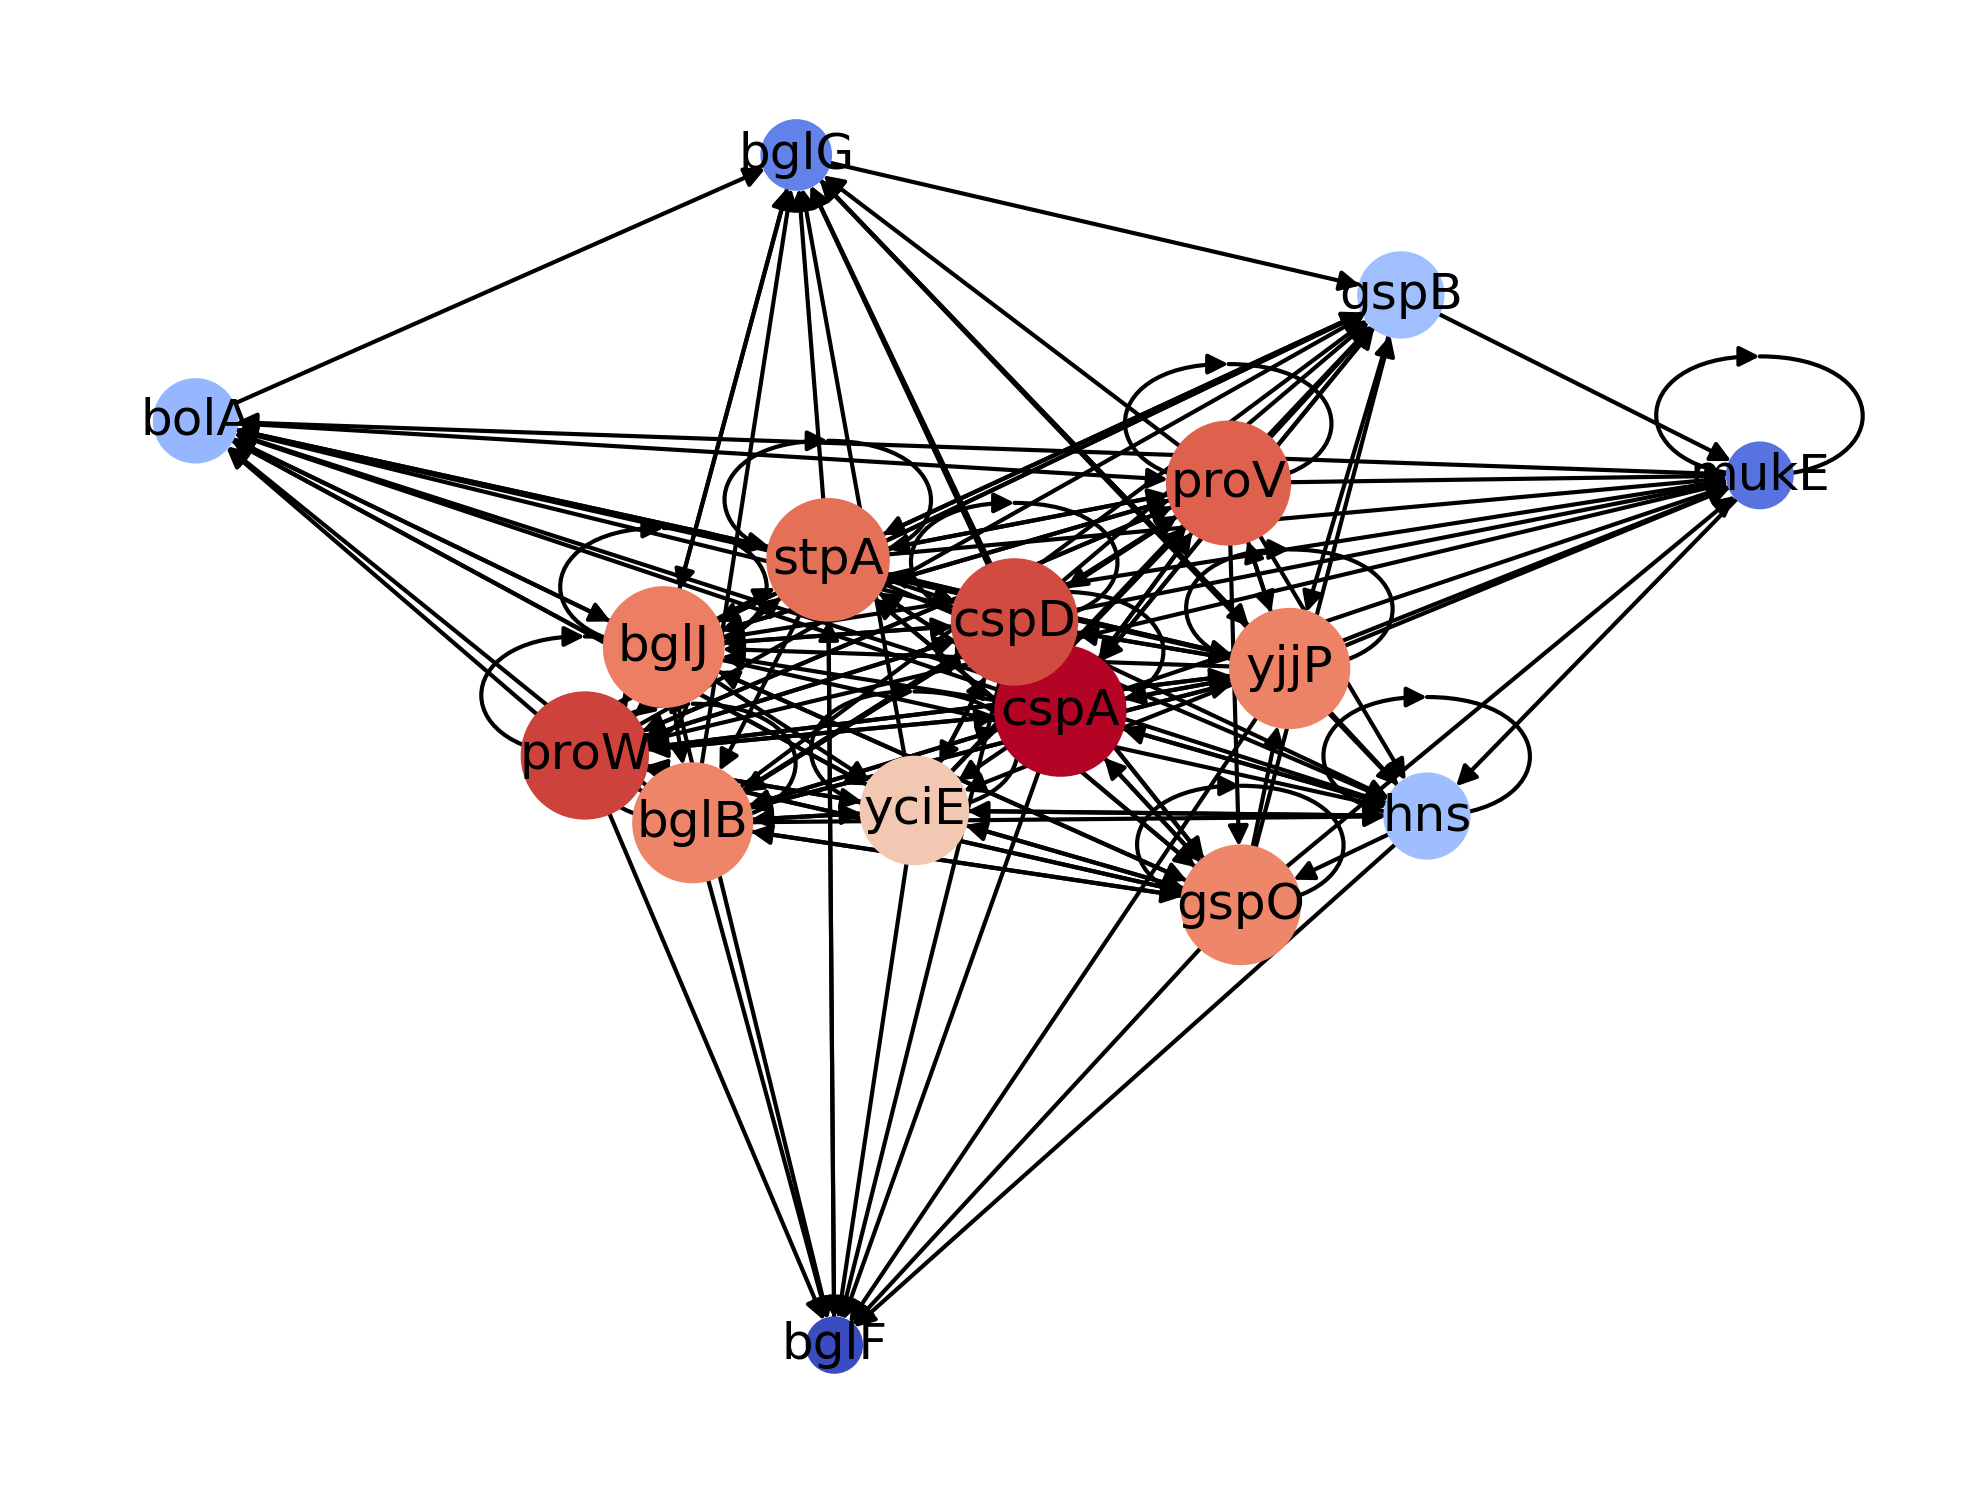 bglG
gspB
bolA
mukE
proV
stpA
cspD
bglJ
yjjP
cspA
proW
yciE
hns
bglB
gspO
bglF